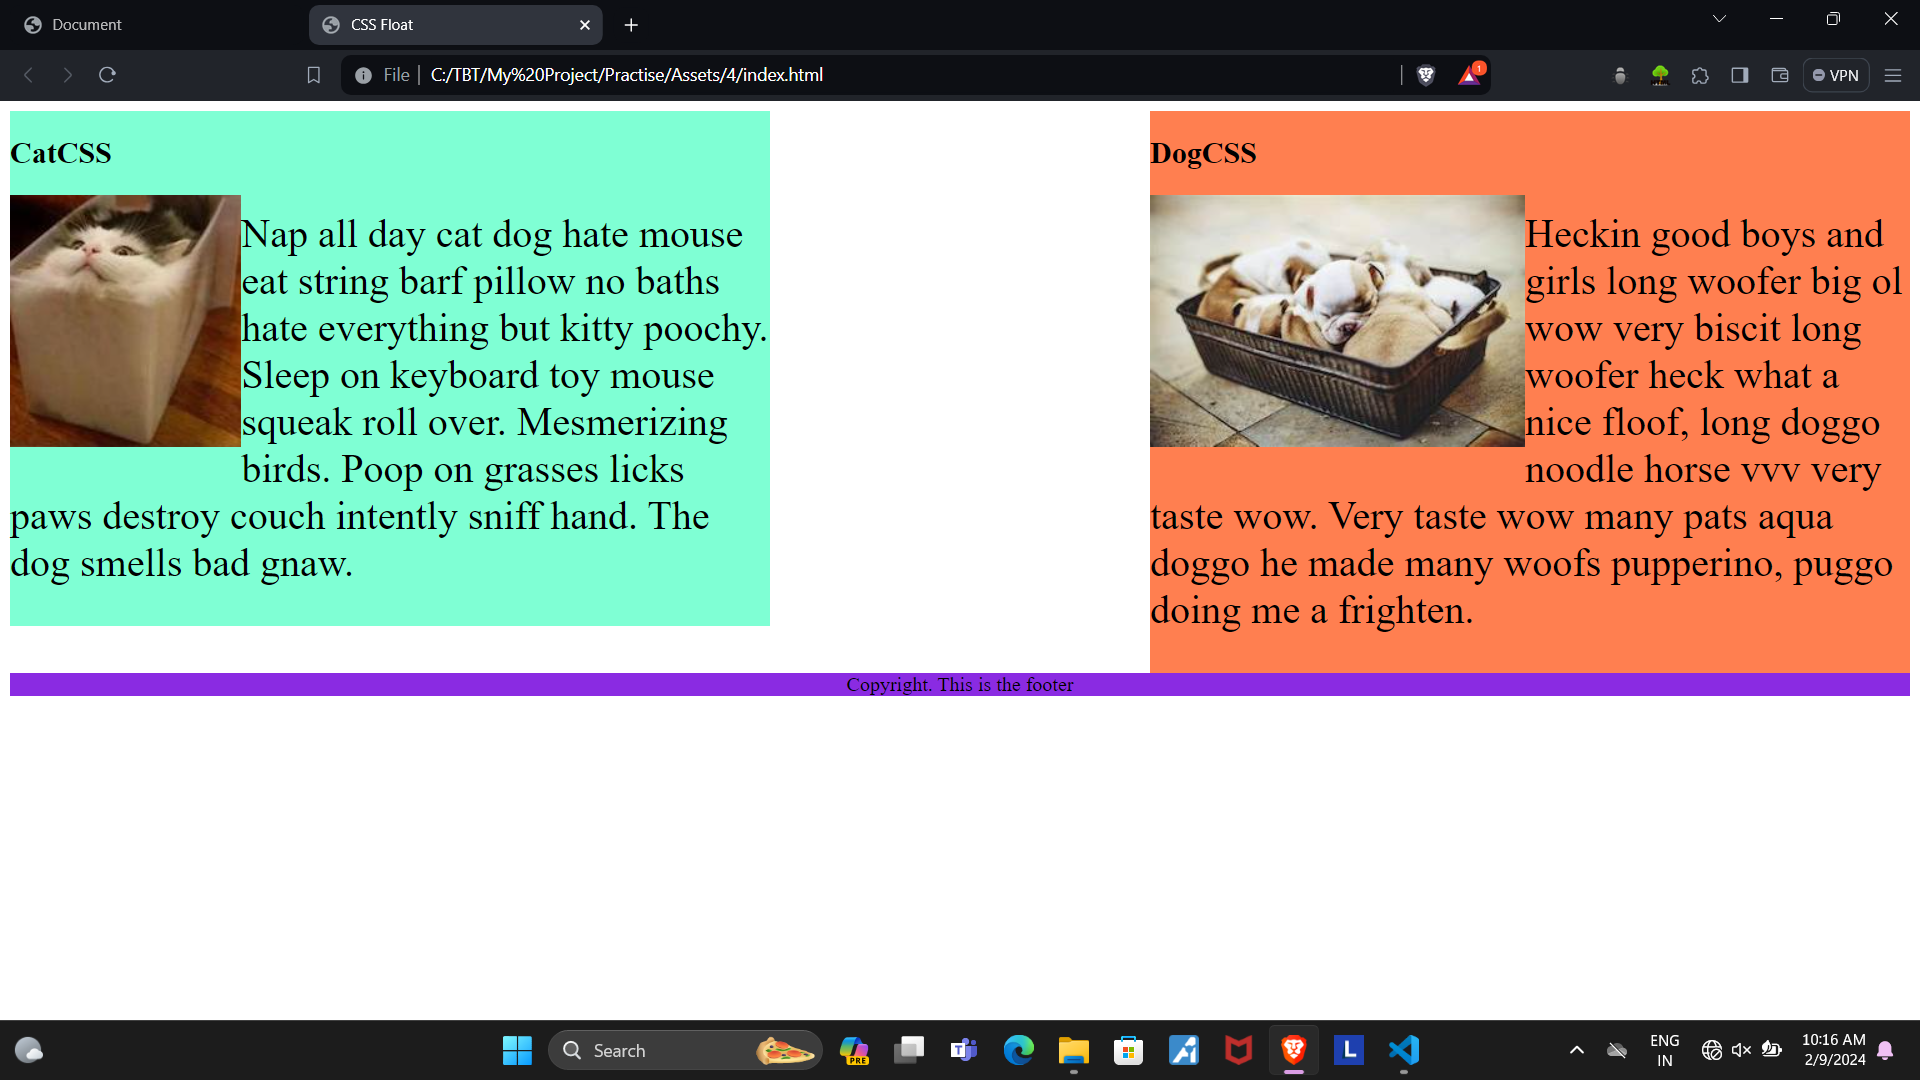 Document
CSS Float
File
C:/TBT/My%20Project/Practise/Assets/4/index.html
1
VPN
CatCSS
Nap all day cat dog hate mouse
eat string barf pillow no baths
hate everything but kitty poochy.
Sleep on keyboard toy mouse
squeak roll over. Mesmerizing
birds. Poop on grasses licks
paws destroy couch intently sniff hand. The
dog smells bad gnaw.
DogCSS
Heckin good boys and
girls long woofer big ol
wow very biscit long
woofer heck what a
nice floof, long doggo
noodle horse vvv very
taste wow. Very taste wow many pats aqua
doggo he made many woofs pupperino, puggo
doing me a frighten.
Copyright. This is the footer
Search
PRE
T
L
ENG
IN
10:16 AM
2/9/2024